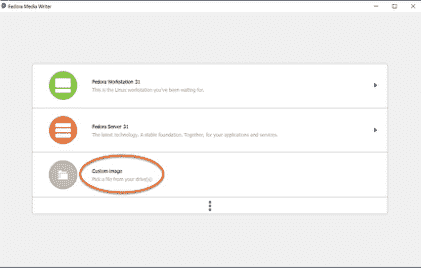 Fedora Media Writer
Fedora Workstation 31
This is the Linux workstation you've been waiting for.
Fedora Server 31
The latest technology. A stable foundation. Together, for your applications and services.
Custom image
Pick a file from your drive(s)